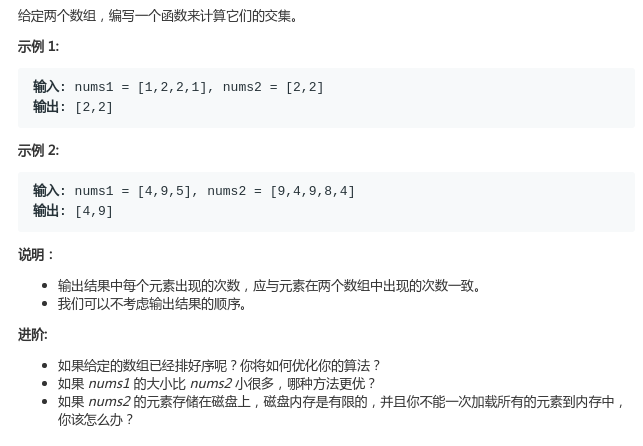 给定两个数组，编写一个函数来计算它们的交集。
示例 1:
输入: nums1 = [1,2,2,1], nums2 = [2,2]
输出: [2,2]
示例 2:
输入: nums1 = [4,9,5], nums2 = [9,4,9,8,4]
输出: [4,9]
说明：
输出结果中每个元素出现的次数，应与元素在两个数组中出现的次数一致。
我们可以不考虑输出结果的顺序。
进阶:
如果给定的数组已经排好序呢？你将如何优化你的算法？
如果 nums1 的大小比 nums2 小很多，哪种方法更优？
如果 nums2 的元素存储在磁盘上，磁盘内存是有限的，并且你不能一次加载所有的元素到内存中，
你该怎么办？